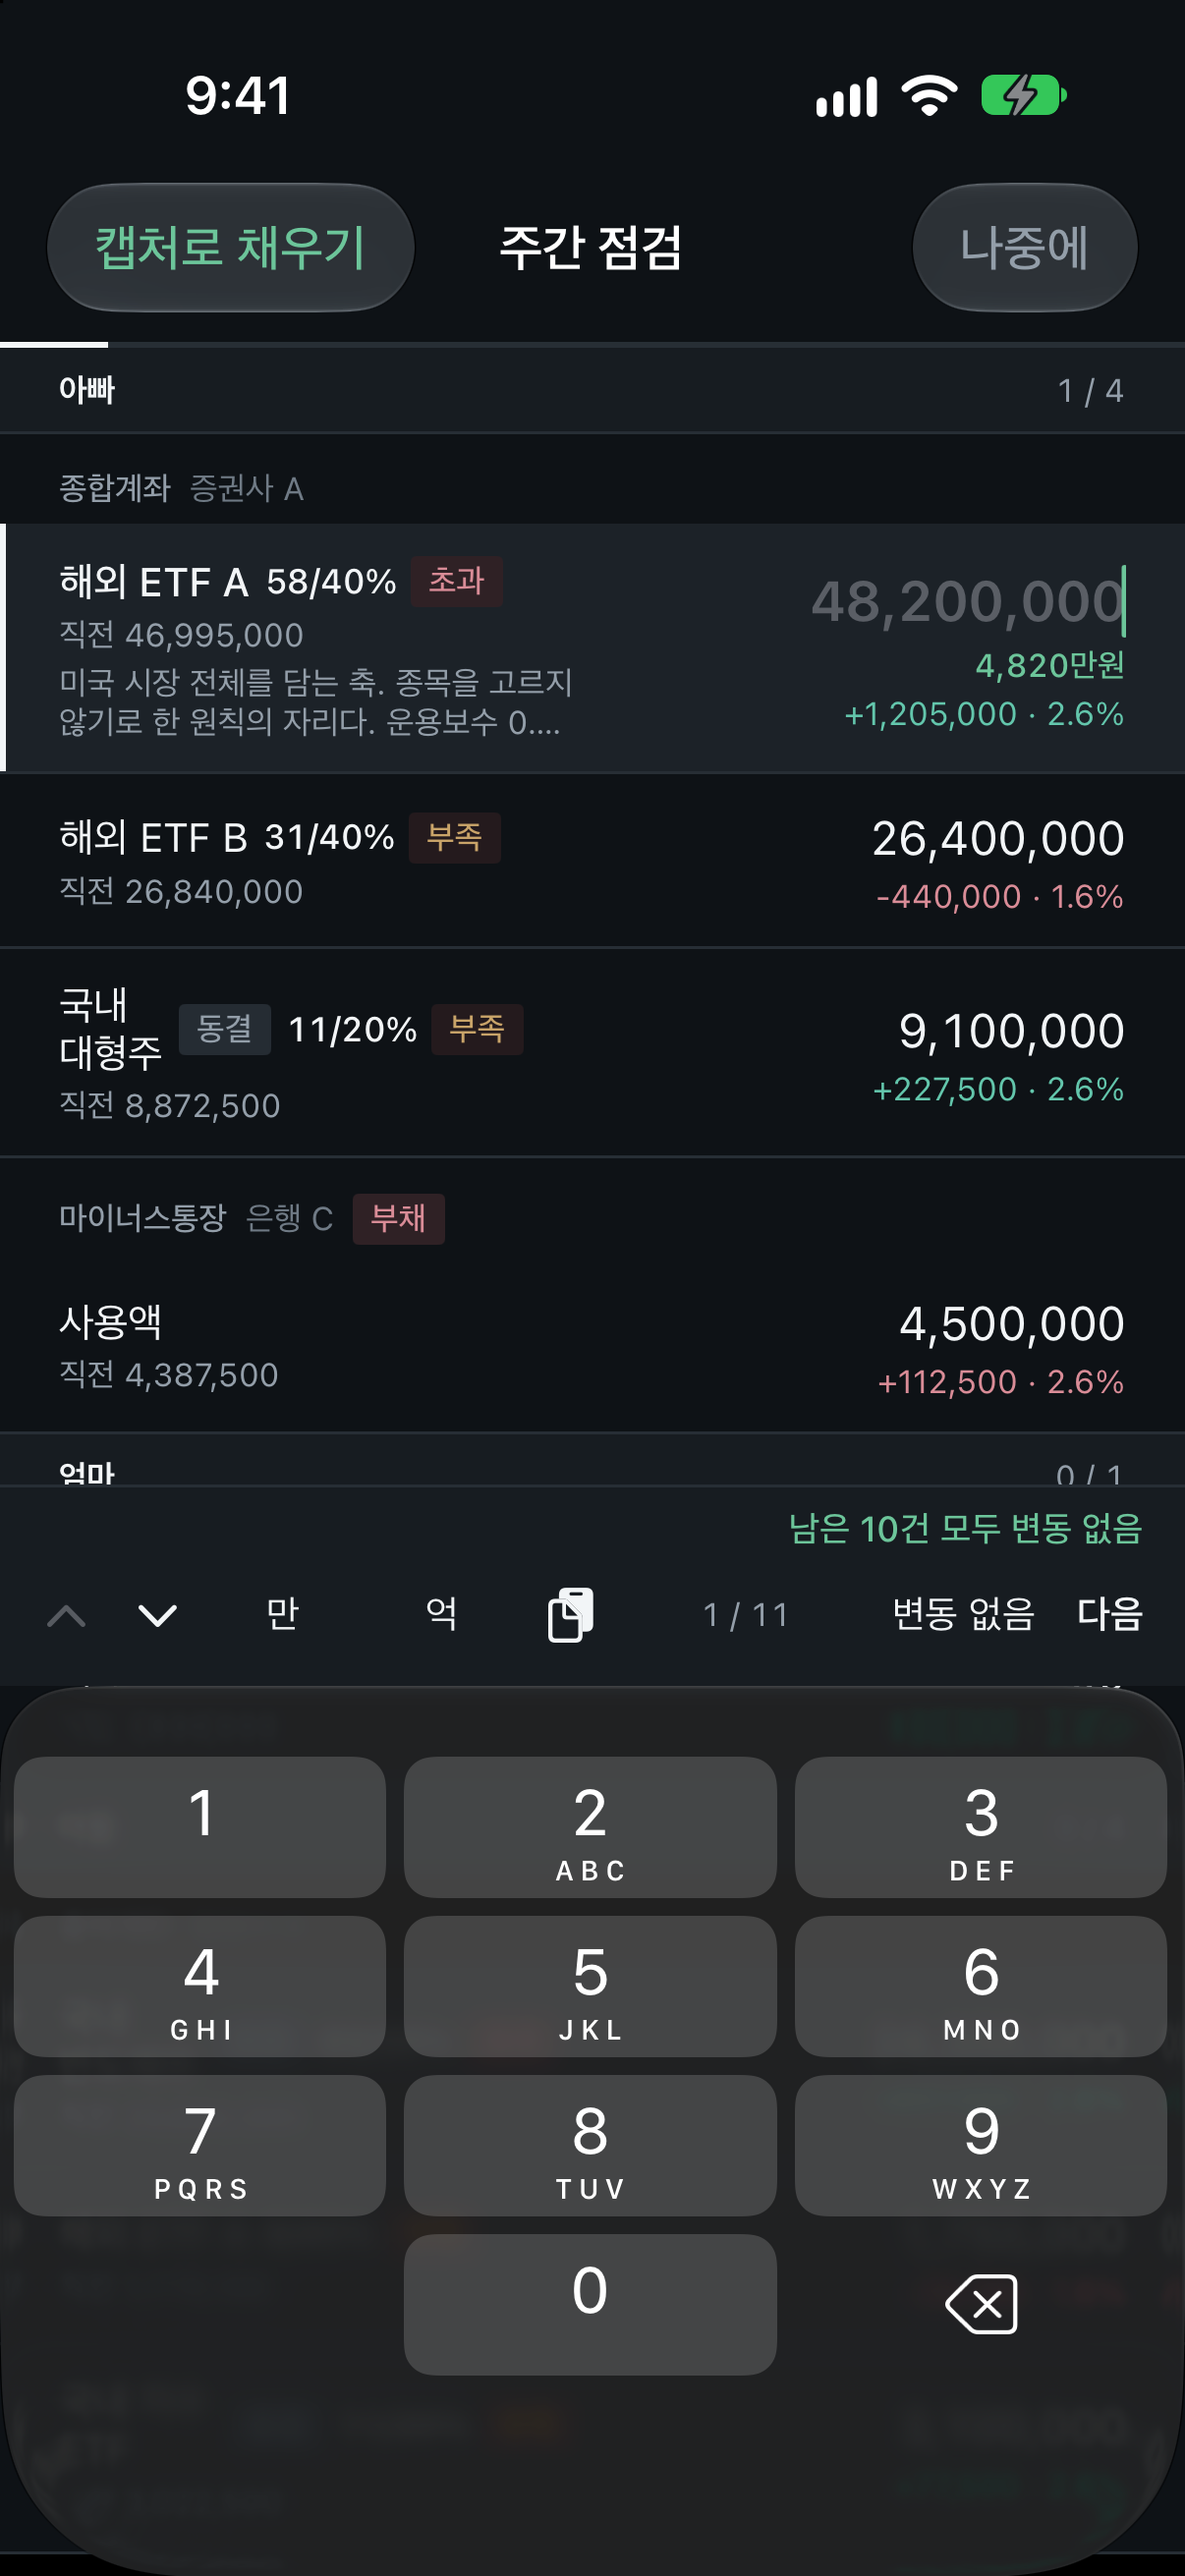 9:41
캡처로 채우기
주간 점검
나중에
아빠
1 / 4
종합계좌 증권사 A
해외 ETF A 58/40% 초과
48,200,000
직전 46,995,000
4,820만원
미국 시장 전체를 담는 축. 종목을 고르지
않기로 한 원칙의 자리다. 운용보수 0....
+1,205,000 · 2.6%
해외 ETF B 31/40% 부족
26,400,000
직전 26,840,000
-440,000 · 1.6%
국내
대형주
동결 11/20% 부족
9,100,000
직전 8,872,500
+227,500 · 2.6%
마이너스통장 은행 C 부채
사용액
4,500,000
직전 4,387,500
+112,500 · 2.6%
엄마
0 / 1
남은 10건 모두 변동 없음
만
억
1 / 11
변동 없음
다음
1
2
ABC
3
DEF
4
GHI
5
JKL
6
MNO
7
PQRS
8
TUV
9
WXYZ
0